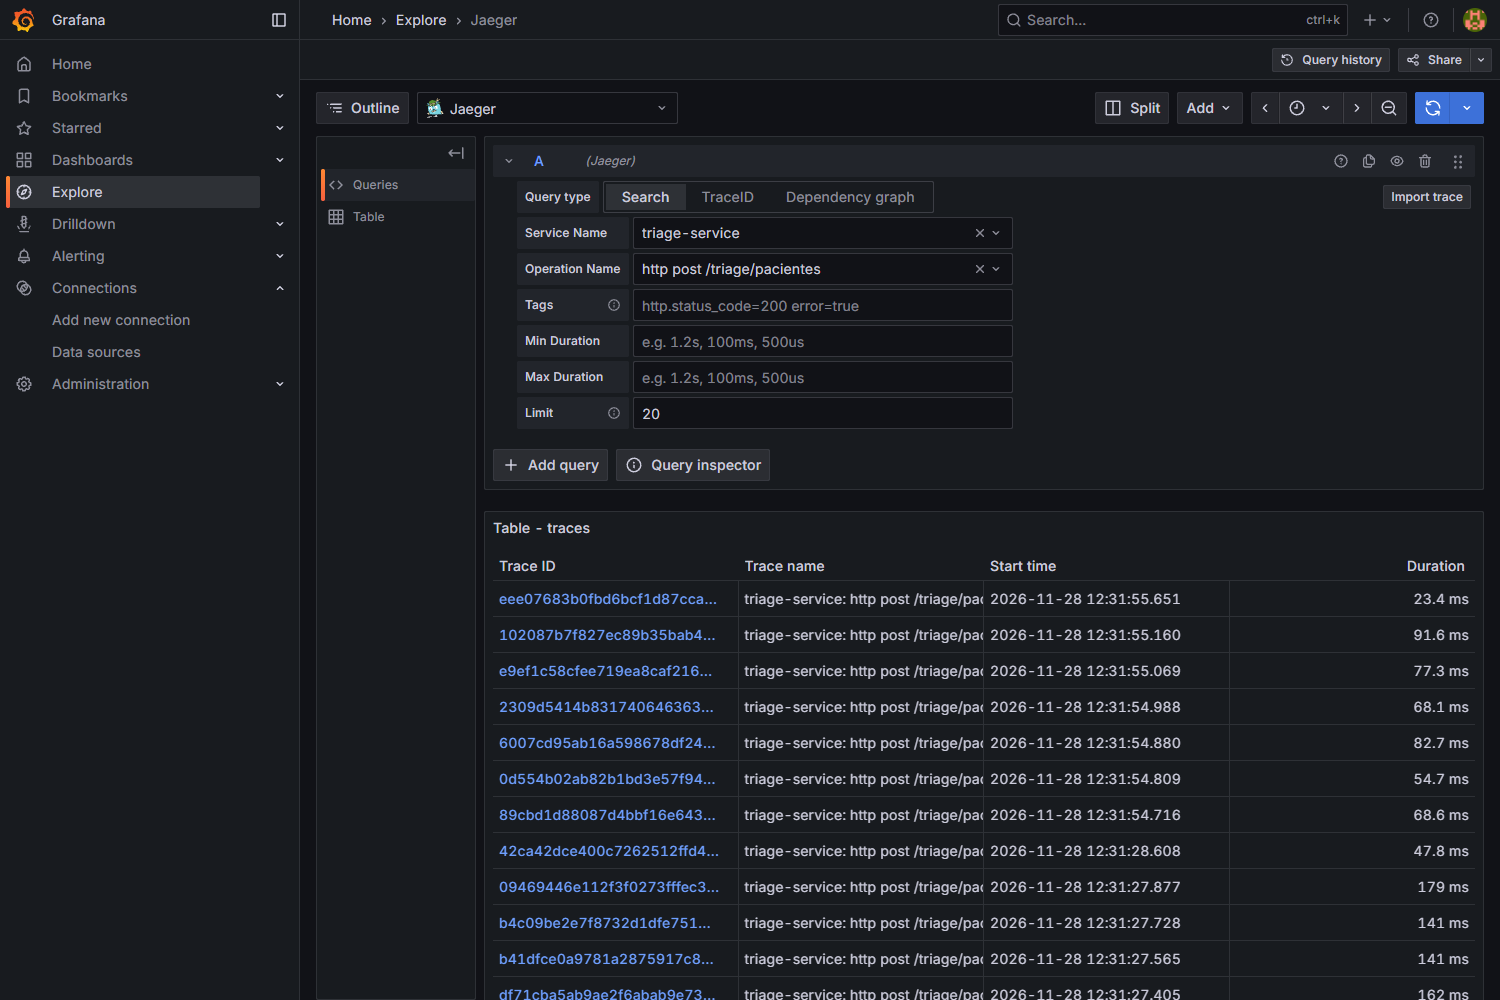 Grafana
Home › Explore › Jaeger
Search...
ctrl+k
Home
Bookmarks
Starred
Dashboards
Explore
Drilldown
Alerting
Connections
Add new connection
Data sources
Administration
Query history
Share
Outline
Jaeger
Split
Add
Queries
Table
A
(Jaeger)
Query type
Search
TraceID
Dependency graph
Import trace
Service Name
triage-service
Operation Name
http post /triage/pacientes
Tags
http.status_code=200 error=true
Min Duration
e.g. 1.2s, 100ms, 500us
Max Duration
e.g. 1.2s, 100ms, 500us
Limit
20
Add query
Query inspector
Table - traces
Trace ID Trace name Start time Duration
eee07683b0fbd6bcf1d87cca... triage-service: http post /triage/pac 2026-11-28 12:31:55.651 23.4 ms
102087b7f827ec89b35bab4... triage-service: http post /triage/pac 2026-11-28 12:31:55.160 91.6 ms
e9ef1c58cfee719ea8caf216... triage-service: http post /triage/pac 2026-11-28 12:31:55.069 77.3 ms
2309d5414b831740646363... triage-service: http post /triage/pac 2026-11-28 12:31:54.988 68.1 ms
6007cd95ab16a598678df24... triage-service: http post /triage/pac 2026-11-28 12:31:54.880 82.7 ms
0d554b02ab82b1bd3e57f94... triage-service: http post /triage/pac 2026-11-28 12:31:54.809 54.7 ms
89cbd1d88087d4bbf16e643... triage-service: http post /triage/pac 2026-11-28 12:31:54.716 68.6 ms
42ca42dce400c7262512ffd4... triage-service: http post /triage/pac 2026-11-28 12:31:28.608 47.8 ms
09469446e112f3f0273fffec3... triage-service: http post /triage/pac 2026-11-28 12:31:27.877 179 ms
b4c09be2e7f8732d1dfe751... triage-service: http post /triage/pac 2026-11-28 12:31:27.728 141 ms
b41dfce0a9781a2875917c8... triage-service: http post /triage/pac 2026-11-28 12:31:27.565 141 ms
df71cba5ab9ae2f6abab9e73... triage-service: http post /triage/pac 2026-11-28 12:31:27.405 162 ms